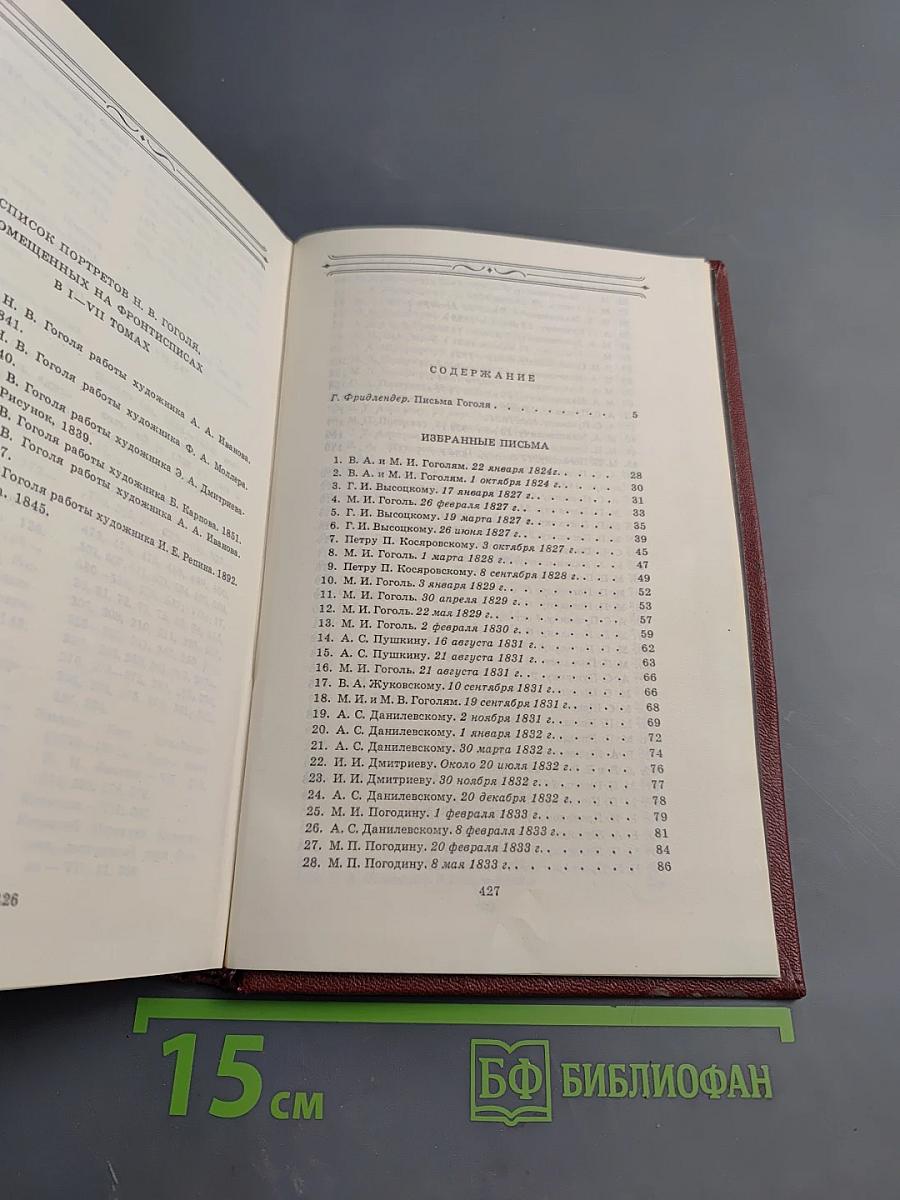 СПИСОК ПОРТРЕТОВ Н. В. ГОГОЛЯ,
ПОМЕЩЕННЫХ НА ФРОНТИСПИСАХ
В I—VII ТОМАХ
Н. В. Гоголя работы художника А. А. Иванова.
1841.
Н. В. Гоголя работы художника Ф. А. Моллера.
В. Гоголя работы художника Э. А. Дмитриева-
Рисунок, 1839.
В. Гоголя работы художника Б. Карпова. 1851.
В. Гоголя работы художника А. А. Иванова.
Гоголя работы художника И. Е. Репина. 1892.
1845.
СОДЕРЖАНИЕ
Г. Фридлендер. Письма Гоголя . . . . . . . . . 5
ИЗБРАННЫЕ ПИСЬМА
1. В. А. и М. И. Гоголям. 22 января 1824г. . . . . 28
2. В. А. и М. И. Гоголям. 1 октября 1824 г. . . . . 30
3. Г. И. Высоцкому. 17 января 1827 г. . . . . . 31
4. М. И. Гоголь. 26 февраля 1827 г. . . . . . . 33
5. Г. И. Высоцкому. 19 марта 1827 г. . . . . . . 35
6. Г. И. Высоцкому. 26 июня 1827 г. . . . . . . 39
7. Петру П. Косяровскому. 3 октября 1827 г. . . . 45
8. М. И. Гоголь. 1 марта 1828 г. . . . . . . . 47
9. Петру П. Косяровскому. 8 сентября 1828 г. . . . 49
10. М. И. Гоголь. 3 января 1829 г. . . . . . . . 52
11. М. И. Гоголь. 30 апреля 1829 г. . . . . . . . 53
12. М. И. Гоголь. 22 мая 1829 г. . . . . . . . . 57
13. М. И. Гоголь. 2 февраля 1830 г. . . . . . . . 59
14. А. С. Пушкину. 16 августа 1831 г. . . . . . . 62
15. А. С. Пушкину. 21 августа 1831 г. . . . . . . 63
16. М. И. Гоголь. 21 августа 1831 г. . . . . . . 66
17. В. А. Жуковскому. 10 сентября 1831 г. . . . . 66
18. М. И. и М. В. Гоголям. 19 сентября 1831 г. . . . 68
19. А. С. Данилевскому. 2 ноября 1831 г. . . . . . 69
20. А. С. Данилевскому. 1 января 1832 г. . . . . . 72
21. А. С. Данилевскому. 30 марта 1832 г. . . . . . 74
22. И. И. Дмитриеву. Около 20 июля 1832 г. . . . . 76
23. И. И. Дмитриеву. 30 ноября 1832 г. . . . . . . 77
24. А. С. Данилевскому. 20 декабря 1832 г. . . . . 78
25. М. И. Погодину. 1 февраля 1833 г. . . . . . . 79
26. А. С. Данилевскому. 8 февраля 1833 г. . . . . . 81
27. М. П. Погодину. 20 февраля 1833 г. . . . . . . 84
28. М. П. Погодину. 8 мая 1833 г. . . . . . . . . 86
427
15 см
БФ БИБЛИОФАН